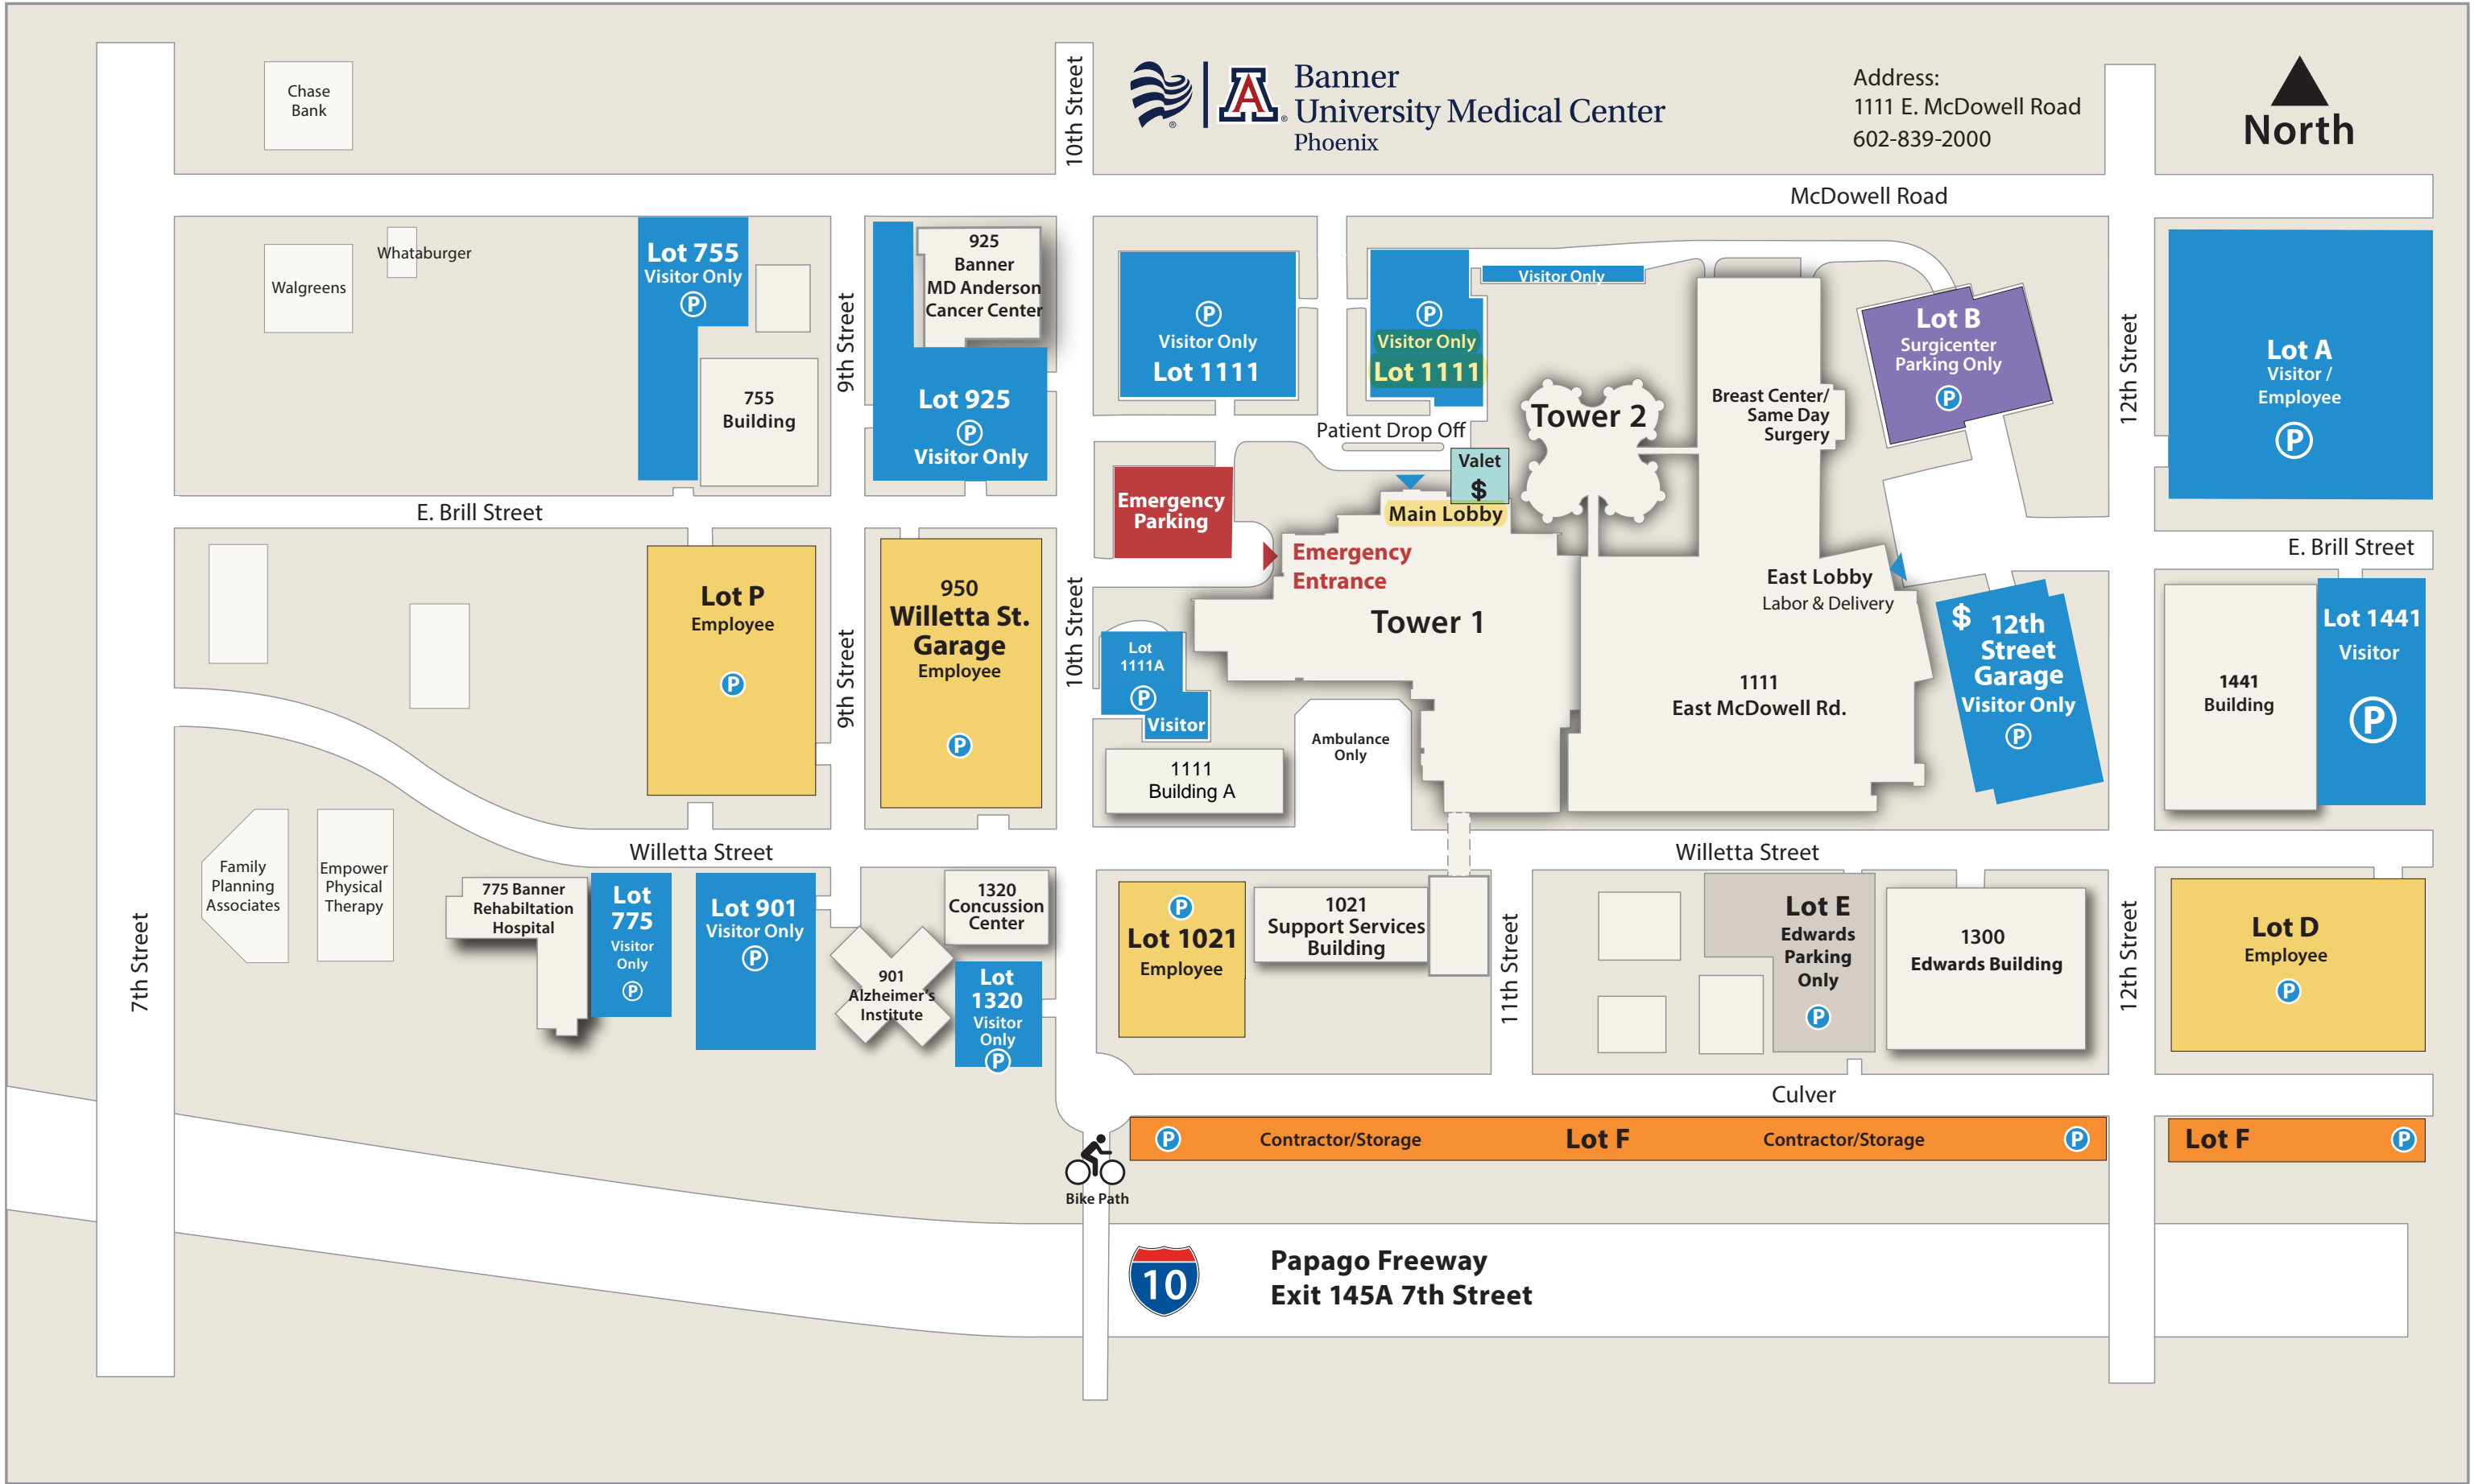 Chase
Bank
10th Street
A
Banner
University Medical Center
Phoenix
Address:
1111 E. McDowell Road
602-839-2000
North
McDowell Road
Whataburger
Walgreens
Lot 755
Visitor Only
P
755
Building
9th Street
925
Banner
MD Anderson
Cancer Center
Lot 925
P
Visitor Only
P
Visitor Only
Lot 1111
P
Visitor Only
Lot 1111
Visitor Only
Patient Drop Off
Valet
$
Main Lobby
Tower 2
Breast Center/
Same Day
Surgery
Lot B
Surgicenter
Parking Only
P
12th Street
Lot A
Visitor /
Employee
P
E. Brill Street
E. Brill Street
Emergency
Parking
Emergency
Entrance
Tower 1
East Lobby
Labor & Delivery
1111
East McDowell Rd.
$ 12th
Street
Garage
Visitor Only
P
1441
Building
Lot 1441
Visitor
P
Lot P
Employee
P
9th Street
950
Willetta St.
Garage
Employee
P
10th Street
Lot
1111A
P
Visitor
1111
Building A
Ambulance
Only
Willetta Street
Willetta Street
Family
Planning
Associates
Empower
Physical
Therapy
775 Banner
Rehabiltation
Hospital
Lot
775
Visitor
Only
P
Lot 901
Visitor Only
P
901
Alzheimer's
Institute
1320
Concussion
Center
Lot
1320
Visitor
Only
P
P
Lot 1021
Employee
1021
Support Services
Building
11th Street
Lot E
Edwards
Parking
Only
P
1300
Edwards Building
12th Street
Lot D
Employee
P
7th Street
Culver
P
Contractor/Storage
Lot F
Contractor/Storage
P
Lot F
P
Bike Path
10
Papago Freeway
Exit 145A 7th Street